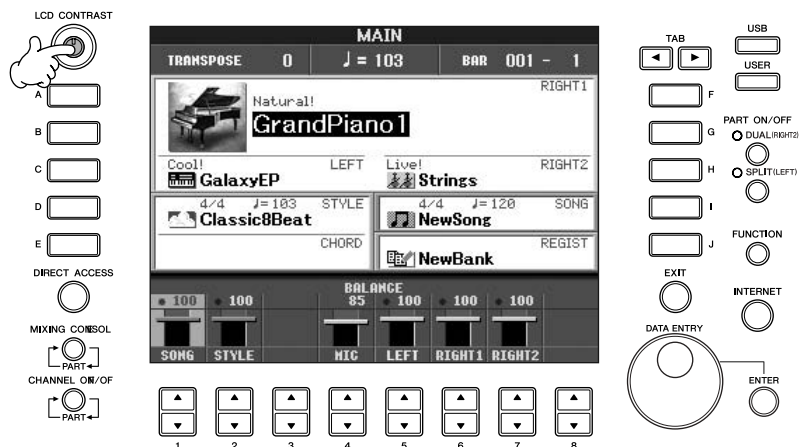 LCD CONTRAST
A
B
C
D
E
DIRECT ACCESS
MIXING CONSOL
PART
CHANNEL ON/OF
PART
MAIN
TRANSPOSE 0 ♩= 103 BAR 001 - 1
RIGHT1
Natural!
GrandPiano1
Cool! LEFT Live! RIGHT2
GalaxyEP Strings
4/4 ♩=103 STYLE 4/4 ♩=120 SONG
Classic8Beat NewSong
CHORD REGIST
NewBank
BALANCE
100 100 85 100 100 100
SONG STYLE MIC LEFT RIGHT1 RIGHT2
1 2 3 4 5 6 7 8
TAB
USB
USER
F
G
H
I
J
PART ON/OFF
DUAL(RIGHT2)
SPLIT(LEFT)
FUNCTION
EXIT
INTERNET
DATA ENTRY
ENTER